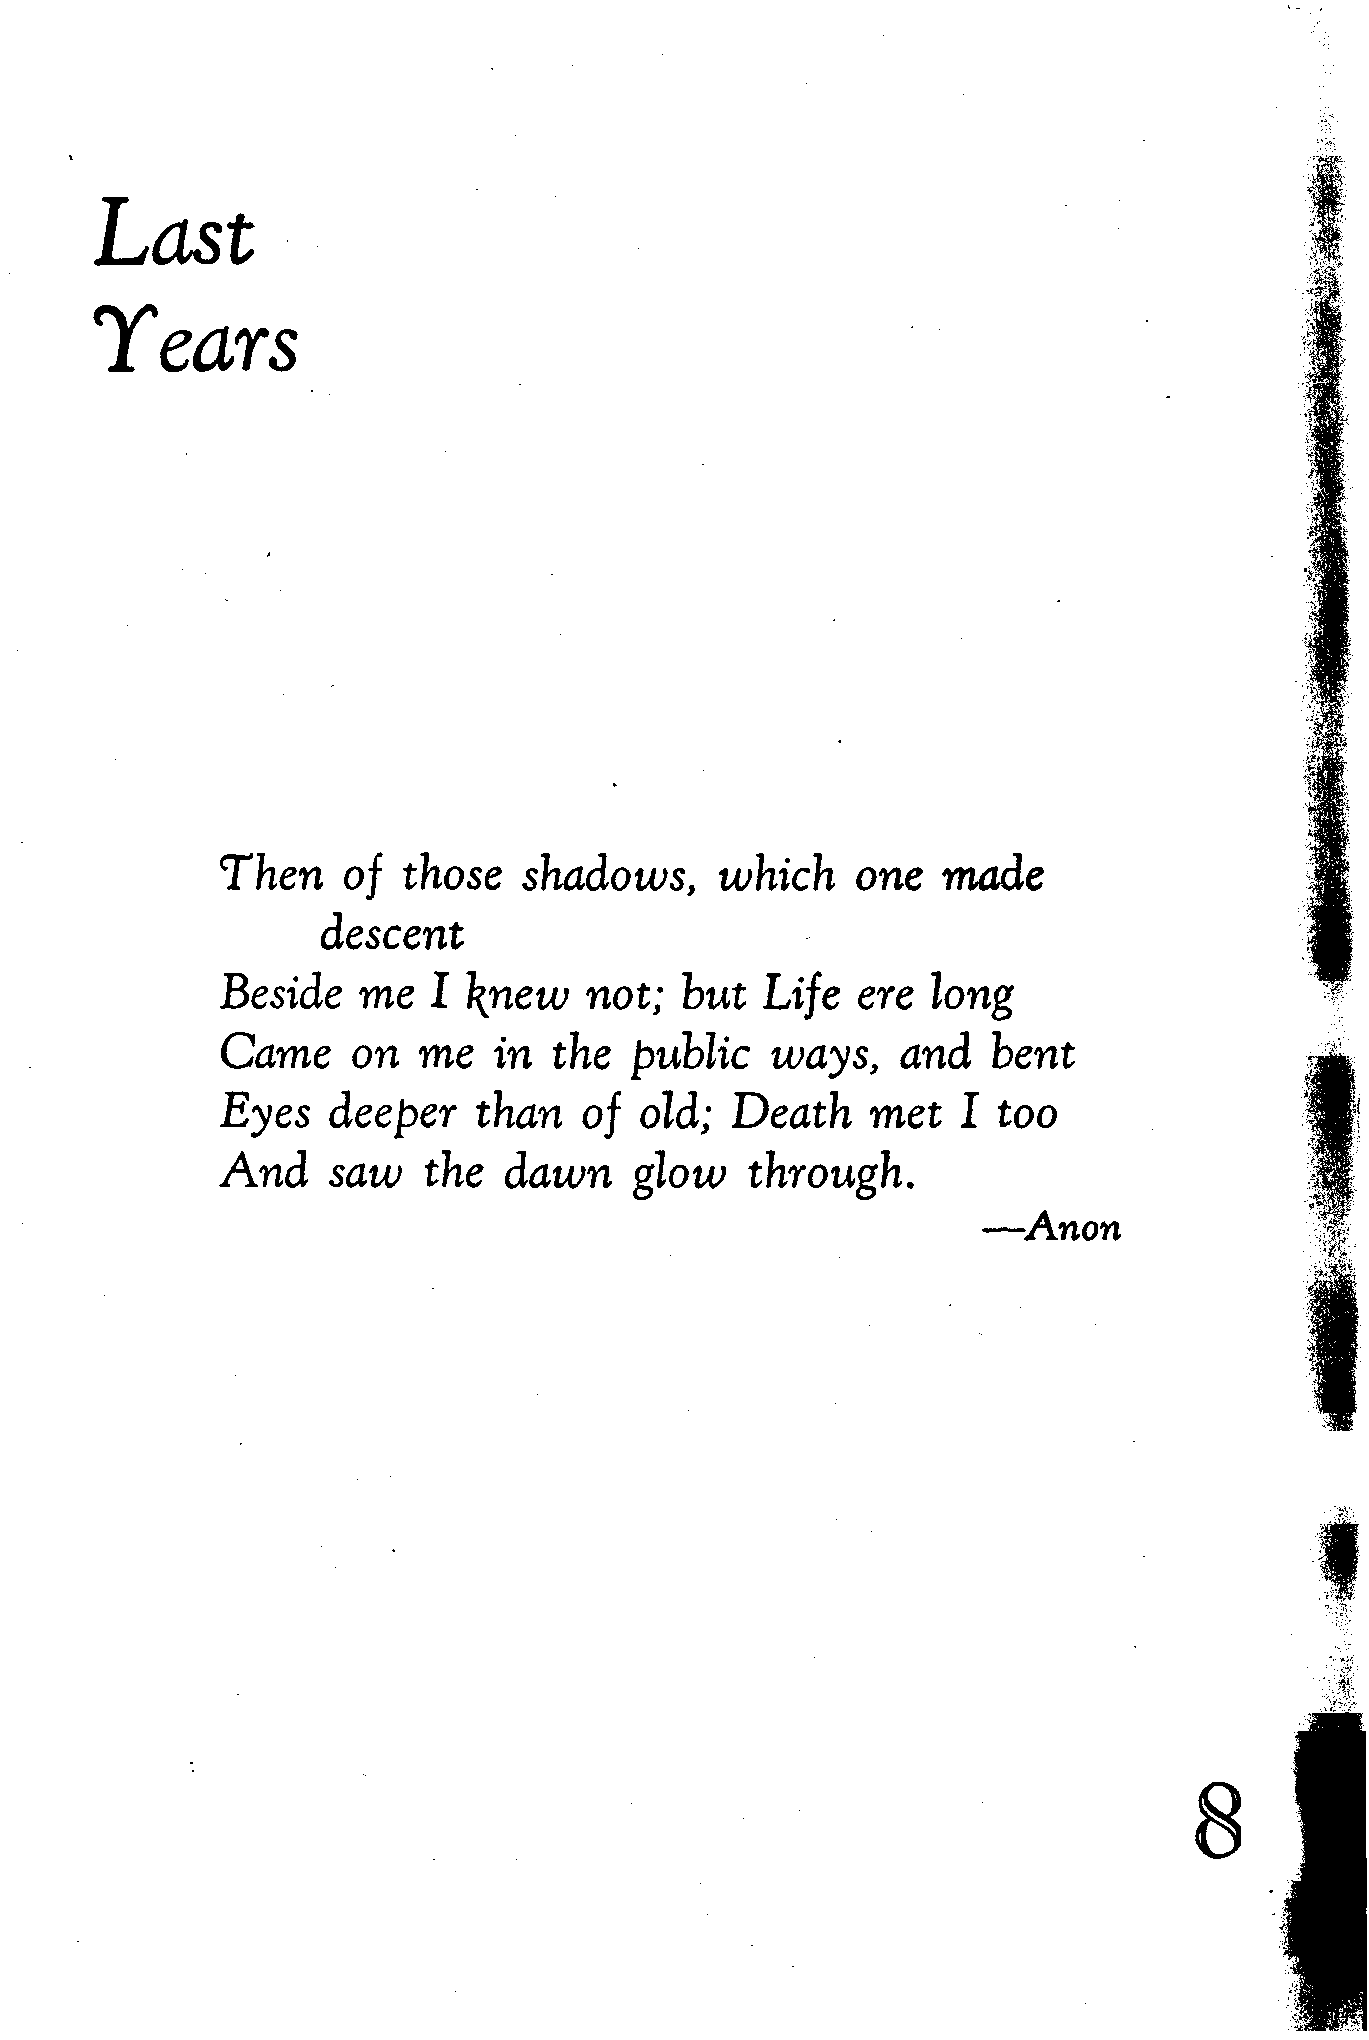 Last
Years
Then of those shadows, which one made
descent
Beside me I knew not; but Life ere long
Came on me in the public ways, and bent
Eyes deeper than of old; Death met I too
And saw the dawn glow through.
—Anon
8